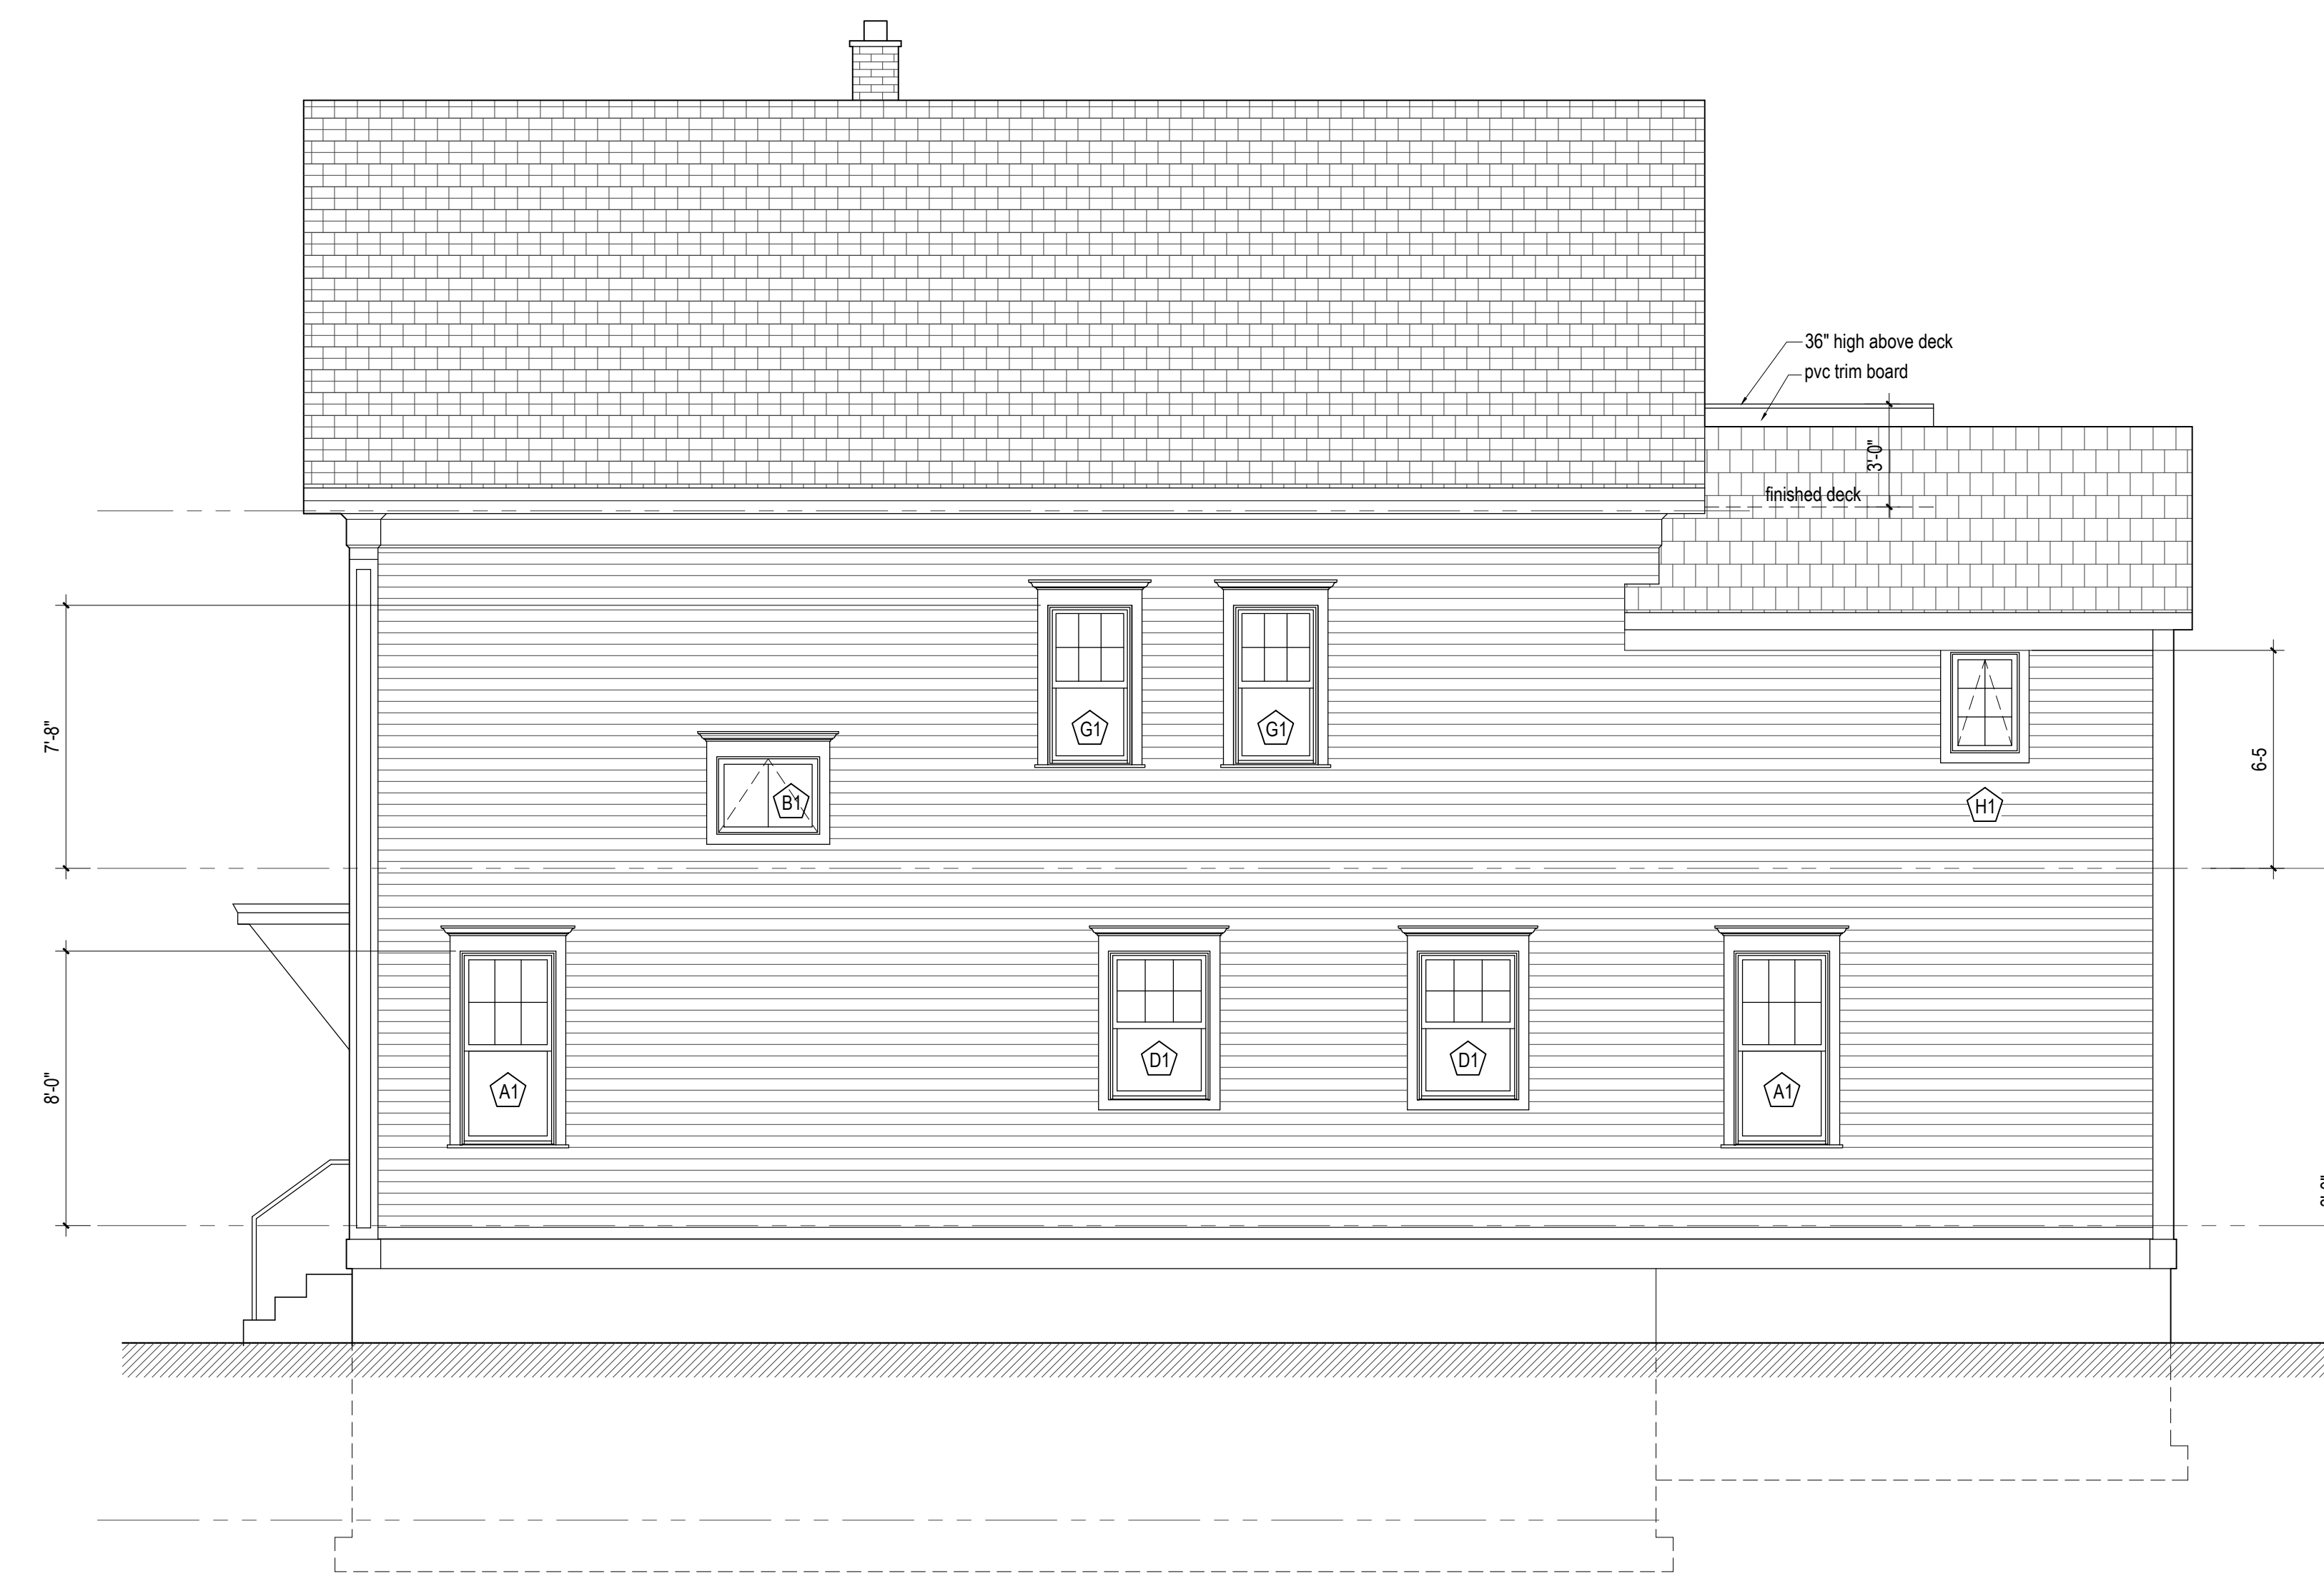 36" high above deck
pvc trim board
3'-0"
finished deck
7'-8"
G1
G1
B1
H1
6-5
8'-0"
D1
D1
A1
A1